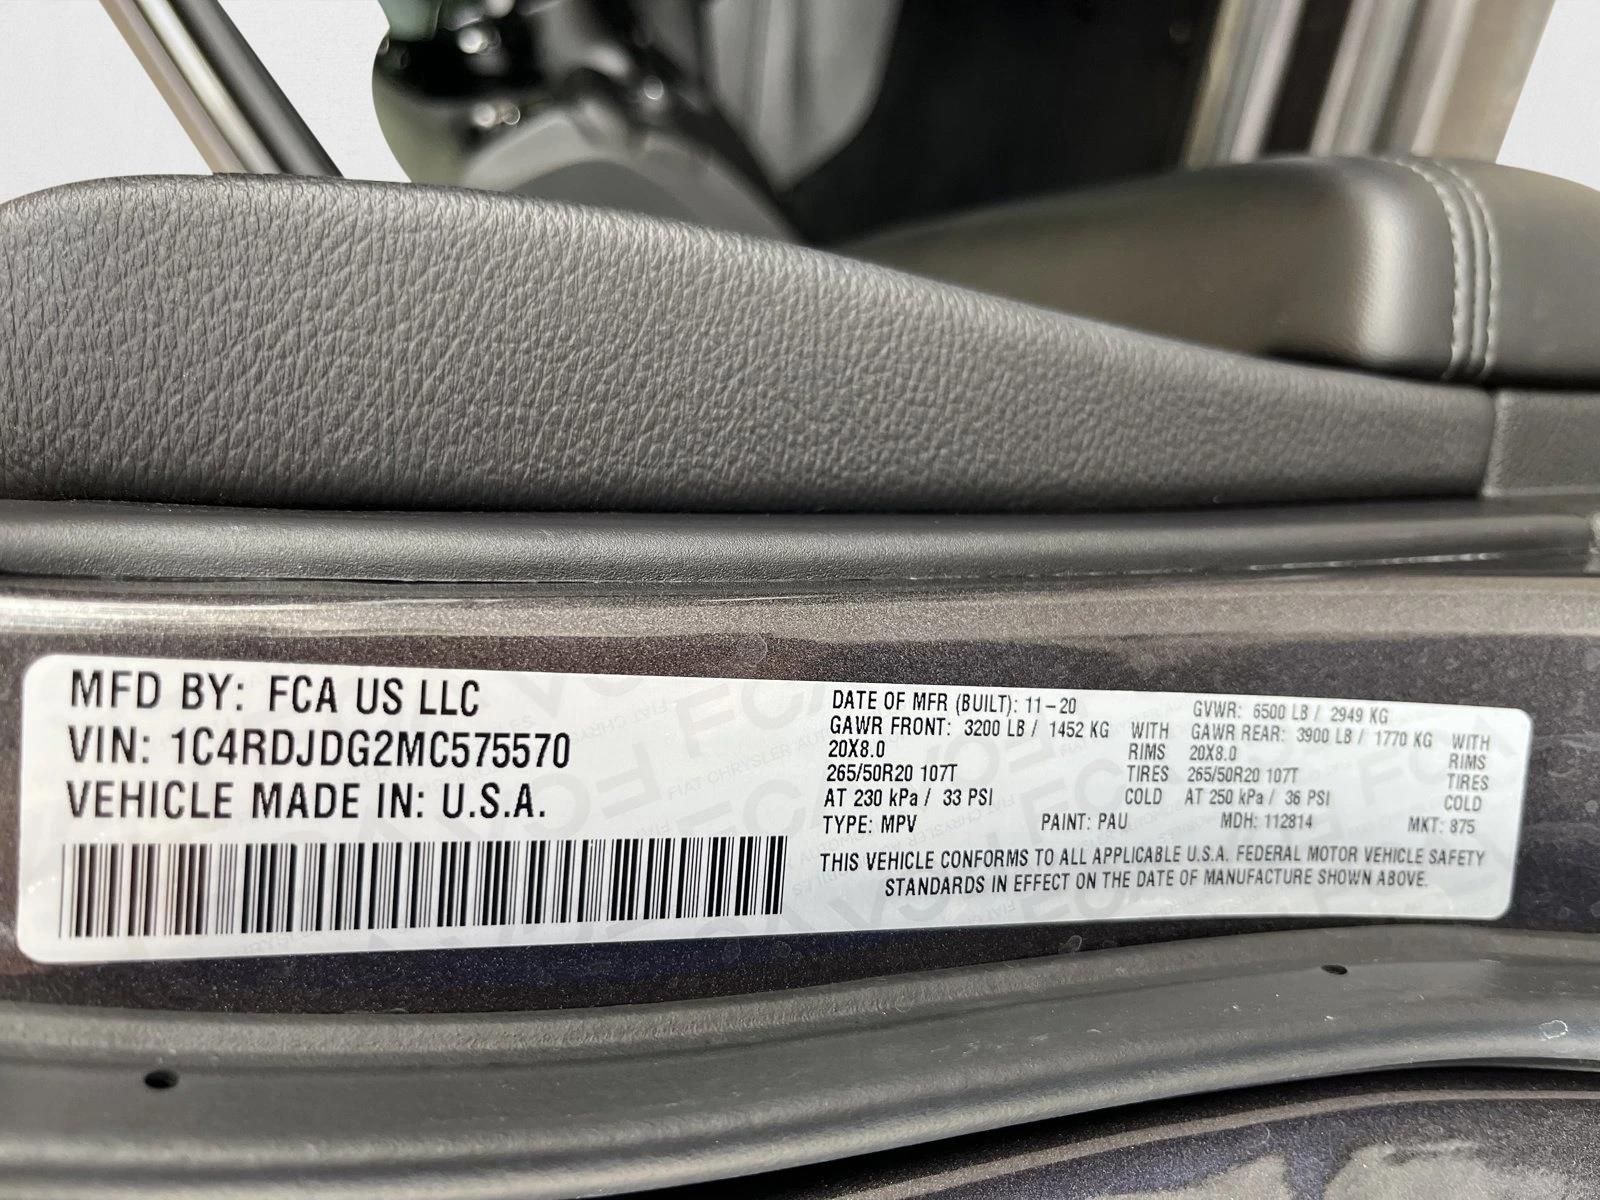 MFD BY: FCA US LLC
VIN: 1C4RDJDG2MC575570
VEHICLE MADE IN: U.S.A.
DATE OF MFR (BUILT): 11-20 GVWR: 6500 LB / 2949 KG
GAWR FRONT: 3200 LB / 1452 KG WITH GAWR REAR: 3900 LB / 1770 KG WITH
20X8.0 RIMS 20X8.0 RIMS
265/50R20 107T TIRES 265/50R20 107T TIRES
AT 230 kPa / 33 PSI COLD AT 250 kPa / 36 PSI COLD
TYPE: MPV PAINT: PAU MDH: 112814 MKT: 875
THIS VEHICLE CONFORMS TO ALL APPLICABLE U.S.A. FEDERAL MOTOR VEHICLE SAFETY
STANDARDS IN EFFECT ON THE DATE OF MANUFACTURE SHOWN ABOVE.